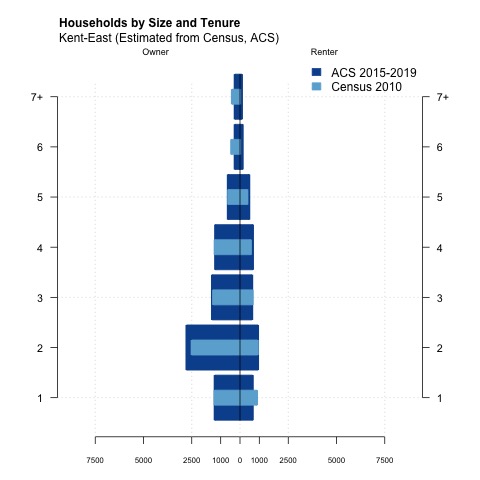 Households by Size and Tenure
Kent-East (Estimated from Census, ACS)
Owner
Renter
ACS 2015-2019
Census 2010
7+ 7+
6 6
5 5
4 4
3 3
2 2
1 1
7500 5000 2500 1000 0 1000 2500 5000 7500